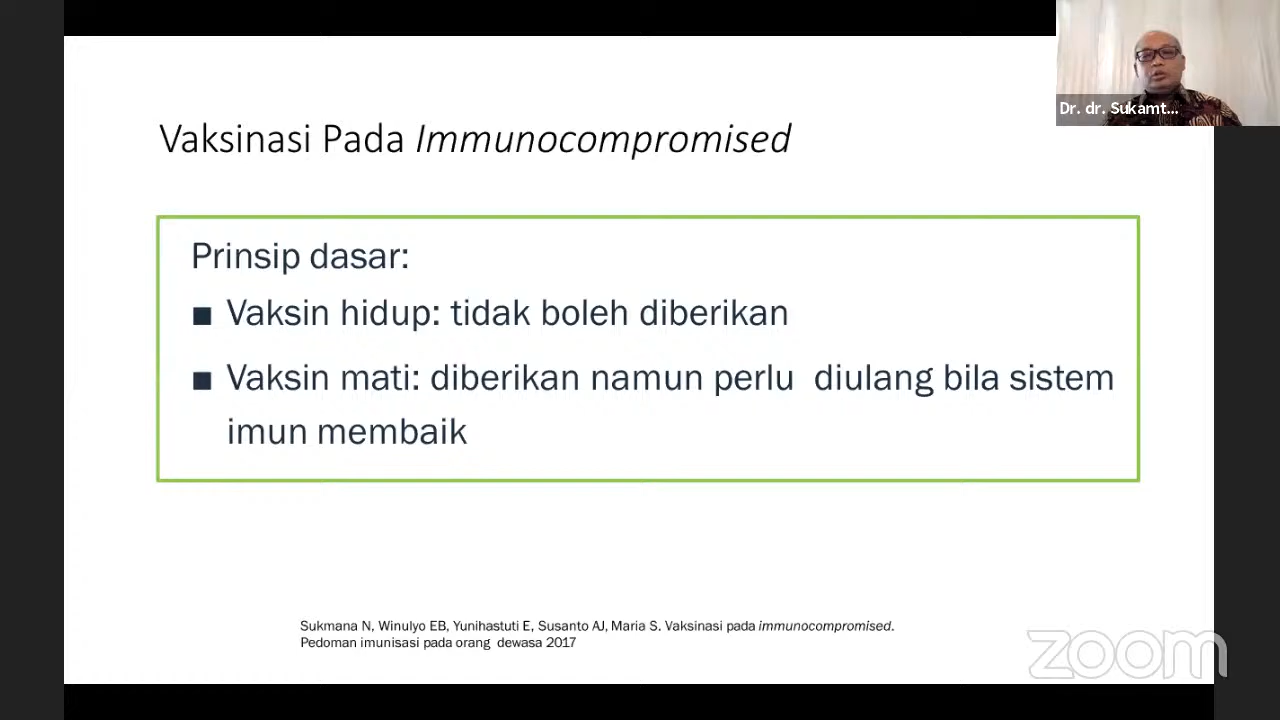 Dr. dr. Sukamt...
Vaksinasi Pada Immunocompromised
Prinsip dasar:
■ Vaksin hidup: tidak boleh diberikan
■ Vaksin mati: diberikan namun perlu diulang bila sistem
imun membaik
Sukmana N, Winulyo EB, Yunihastuti E, Susanto AJ, Maria S. Vaksinasi pada immunocompromised.
Pedoman imunisasi pada orang dewasa 2017
zoom